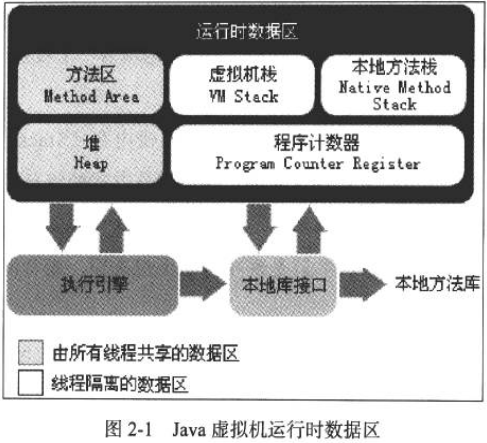 运行时数据区
方法区
Method Area
虚拟机栈
VM Stack
本地方法栈
Native Method
Stack
堆
Heap
程序计数器
Program Counter Register
执行引擎
本地库接口
本地方法库
由所有线程共享的数据区
线程隔离的数据区
图 2-1 Java 虚拟机运行时数据区